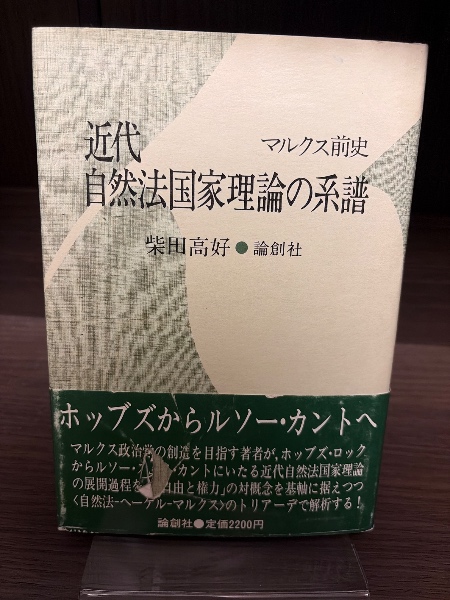 近代 マルクス前史
自然法国家理論の系譜
柴田高好●論創社
ホッブズからルソー・カントへ
マルクス政治学の創造を目指す著者が、ホッブズ・ロック
からルソー・ カントにいたる近代自然法国家理論
の展開過程を 自由と権力」の対概念を基軸に据えつつ
〈自然法-ヘーゲル-マルクス〉のトリアーデで解析する!
論創社●定価2200円